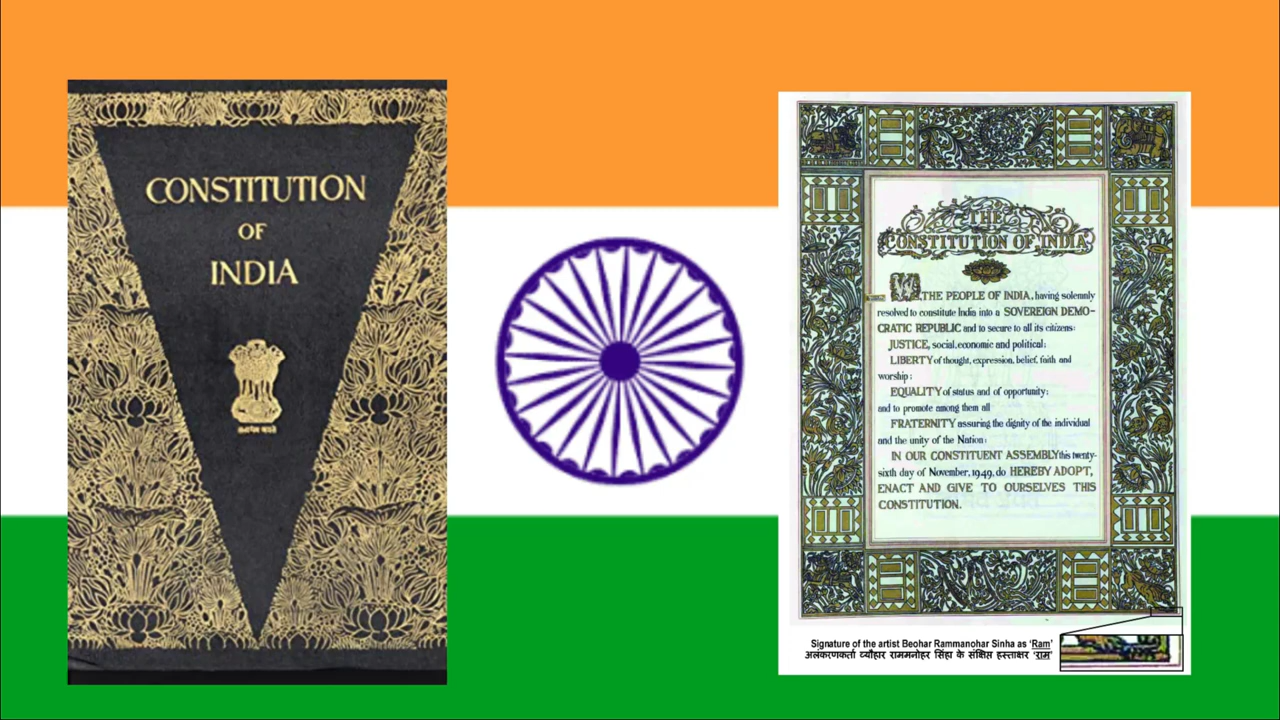 CONSTITUTION
OF
INDIA
सत्यमेव जयते
THE
CONSTITUTION OF INDIA
WE, THE PEOPLE OF INDIA, having solemnly
resolved to constitute India into a SOVEREIGN DEMO-
CRATIC REPUBLIC and to secure to all its citizens:
JUSTICE, social, economic and political;
LIBERTY of thought, expression, belief, faith and
worship;
EQUALITY of status and of opportunity;
and to promote among them all
FRATERNITY assuring the dignity of the individual
and the unity of the Nation;
IN OUR CONSTITUENT ASSEMBLY this twenty-
sixth day of November, 1949, do HEREBY ADOPT,
ENACT AND GIVE TO OURSELVES THIS
CONSTITUTION.
Signature of the artist Beohar Rammanohar Sinha as 'Ram'
अलंकरणकर्ता ब्यौहार राममनोहर सिंहा के संक्षिप्त हस्ताक्षर 'राम'